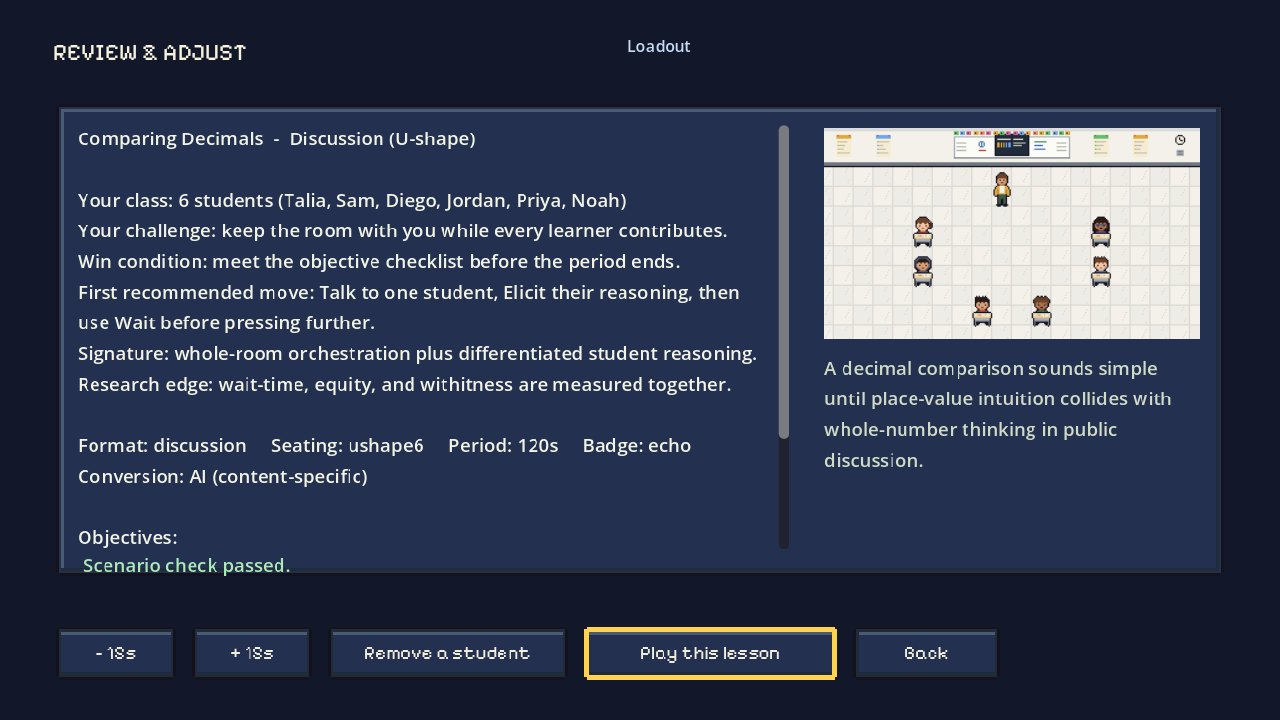 REVIEW & ADJUST
Loadout
Comparing Decimals - Discussion (U-shape)
Your class: 6 students (Talia, Sam, Diego, Jordan, Priya, Noah)
Your challenge: keep the room with you while every learner contributes.
Win condition: meet the objective checklist before the period ends.
First recommended move: Talk to one student, Elicit their reasoning, then
use Wait before pressing further.
Signature: whole-room orchestration plus differentiated student reasoning.
Research edge: wait-time, equity, and withitness are measured together.
Format: discussion Seating: ushape6 Period: 120s Badge: echo
Conversion: AI (content-specific)
Objectives:
Scenario check passed.
A decimal comparison sounds simple
until place-value intuition collides with
whole-number thinking in public
discussion.
- 18s
+ 18s
Remove a student
Play this lesson
Back